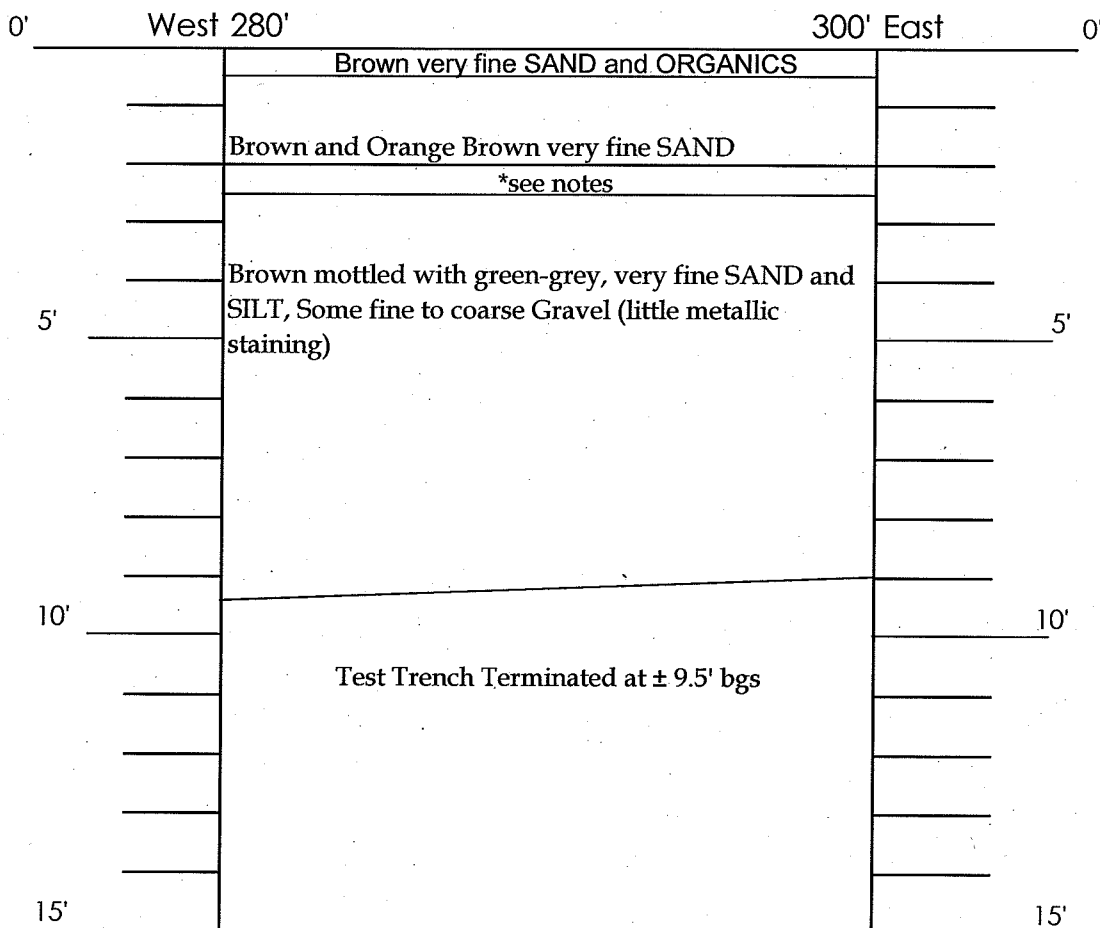 0' West 280' 300' East 0'
Brown very fine SAND and ORGANICS
Brown and Orange Brown very fine SAND
*see notes
Brown mottled with green-grey, very fine SAND and
SILT, Some fine to coarse Gravel (little metallic
staining)
5' 5'
10' 10'
Test Trench Terminated at ± 9.5' bgs
15' 15'